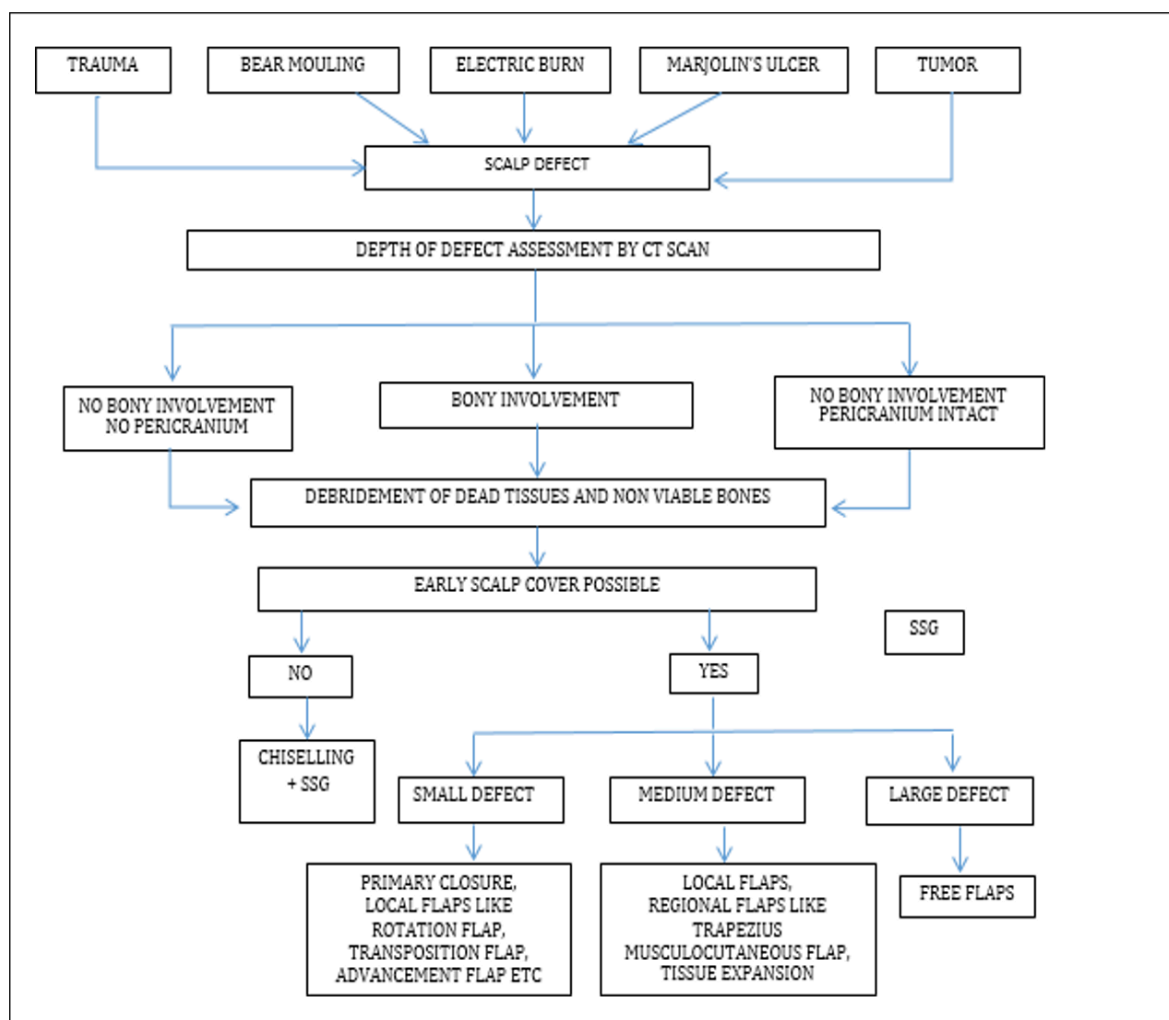 TRAUMA
BEAR MOULING
ELECTRIC BURN
MARJOLIN'S ULCER
TUMOR
SCALP DEFECT
DEPTH OF DEFECT ASSESSMENT BY CT SCAN
NO BONY INVOLVEMENT
NO PERICRANIUM
BONY INVOLVEMENT
NO BONY INVOLVEMENT
PERICRANIUM INTACT
DEBRIDEMENT OF DEAD TISSUES AND NON VIABLE BONES
EARLY SCALP COVER POSSIBLE
SSG
NO
YES
CHISELLING
+ SSG
SMALL DEFECT
MEDIUM DEFECT
LARGE DEFECT
PRIMARY CLOSURE,
LOCAL FLAPS LIKE
ROTATION FLAP,
TRANSPOSITION FLAP,
ADVANCEMENT FLAP ETC
LOCAL FLAPS,
REGIONAL FLAPS LIKE
TRAPEZIUS
MUSCULOCUTANEOUS FLAP,
TISSUE EXPANSION
FREE FLAPS